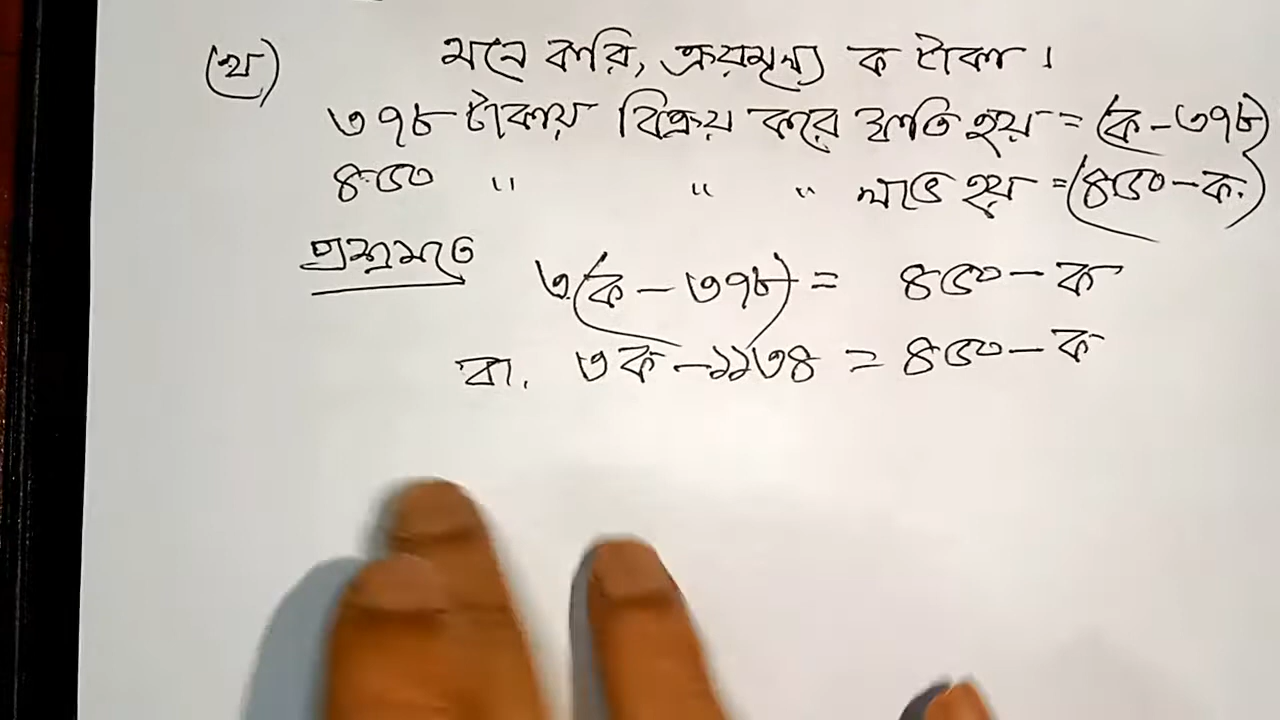 (খ) মনে করি, ক্রয়মূল্য ক টাকা ।
৩৭৮ টাকায় বিক্রয় করে ক্ষতি হয় = (ক - ৩৭৮)
৪৫০ " " " লাভ হয় = (৪৫০ - ক)
প্রশ্নমতে ৩(ক - ৩৭৮) = ৪৫০ - ক
বা, ৩ক - ১১৩৪ = ৪৫০ - ক